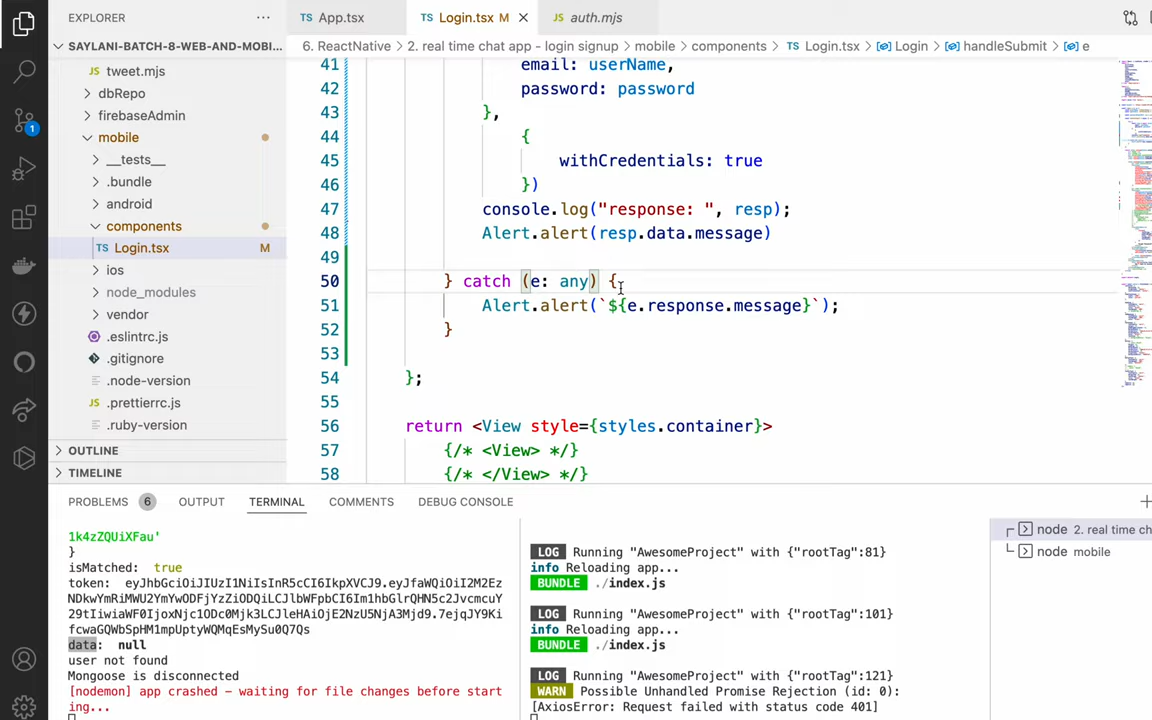 EXPLORER
SAYLANI-BATCH-8-WEB-AND-MOBI...
tweet.mjs
dbRepo
firebaseAdmin
mobile
__tests__
.bundle
android
components
TS Login.tsx M
ios
node_modules
vendor
.eslintrc.js
.gitignore
.node-version
JS .prettierrc.js
.ruby-version
OUTLINE
TIMELINE
TS App.tsx
TS Login.tsx M
JS auth.mjs
6. ReactNative > 2. real time chat app - login signup > mobile > components > TS Login.tsx > Login > handleSubmit > e
41 email: userName,
42 password: password
43 },
44 {
45 withCredentials: true
46 })
47 console.log("response: ", resp);
48 Alert.alert(resp.data.message)
49
50 } catch (e: any) {
51 Alert.alert(`${e.response.message}`);
52 }
53
54 };
55
56 return <View style={styles.container}>
57 {/* <View> */}
58 {/* </View> */}
PROBLEMS 6 OUTPUT TERMINAL COMMENTS DEBUG CONSOLE
1k4zZQUiXFau'
}
isMatched: true
data: null
user not found
Mongoose is disconnected
[nodemon] app crashed – waiting for file changes before start
ing...
LOG Running "AwesomeProject" with {"rootTag":81}
info Reloading app...
BUNDLE ./index.js
LOG Running "AwesomeProject" with {"rootTag":101}
info Reloading app...
BUNDLE ./index.js
LOG Running "AwesomeProject" with {"rootTag":121}
WARN Possible Unhandled Promise Rejection (id: 0):
[AxiosError: Request failed with status code 401]
node 2. real time ch
node mobile
1